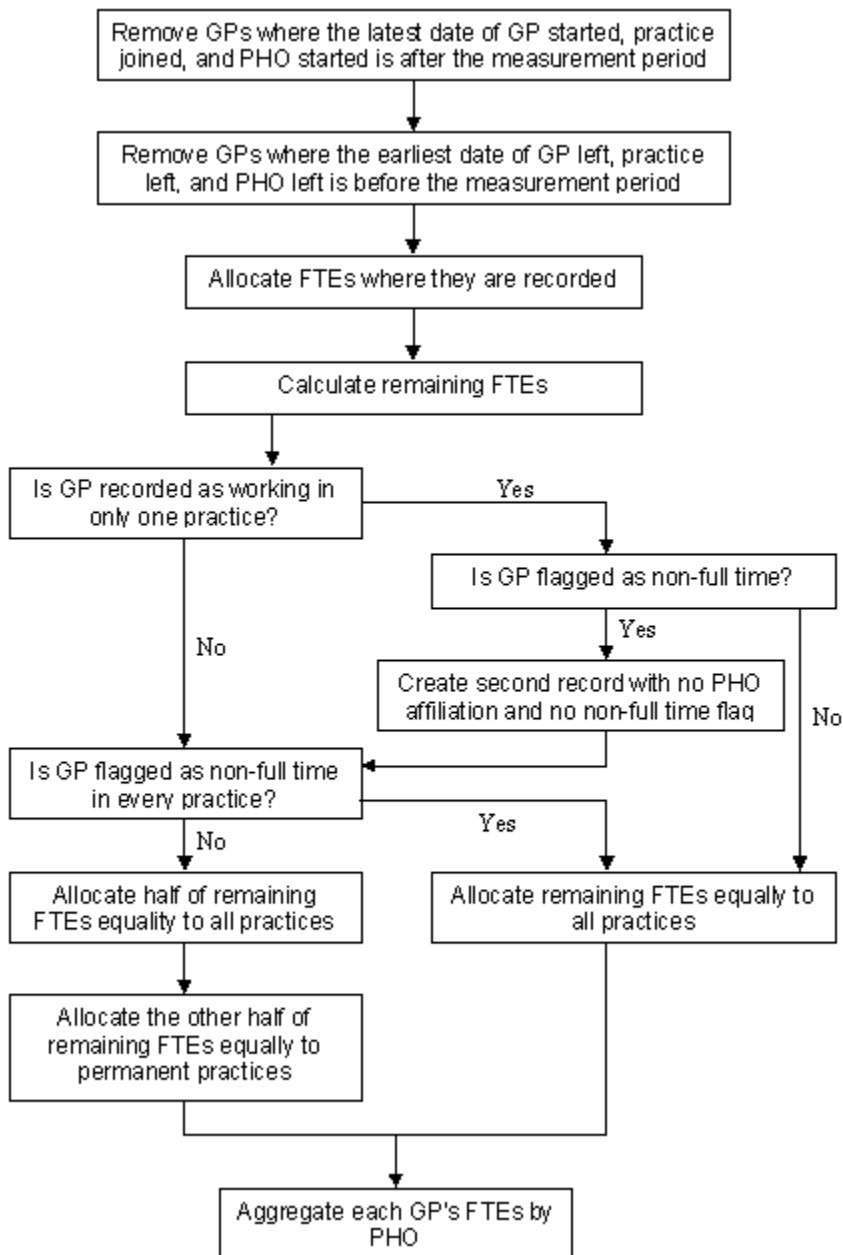 Remove GPs where the latest date of GP started, practice
joined, and PHO started is after the measurement period
Remove GPs where the earliest date of GP left, practice
left, and PHO left is before the measurement period
Allocate FTEs where they are recorded
Calculate remaining FTEs
Is GP recorded as working in
only one practice?
Yes
Is GP flagged as non-full time?
No
Yes
Create second record with no PHO
affiliation and no non-full time flag
No
Is GP flagged as non-full time
in every practice?
Yes
No
Allocate half of remaining
FTEs equality to all practices
Allocate remaining FTEs equally to
all practices
Allocate the other half of
remaining FTEs equally to
permanent practices
Aggregate each GP's FTEs by
PHO